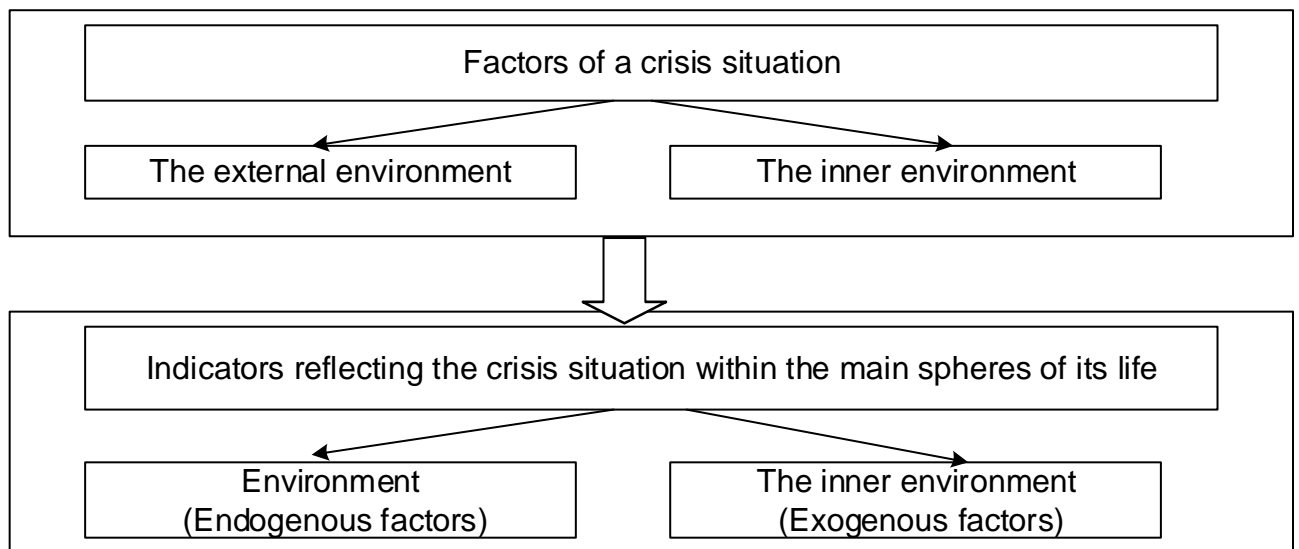 Factors of a crisis situation
The external environment
The inner environment
Indicators reflecting the crisis situation within the main spheres of its life
Environment
(Endogenous factors)
The inner environment
(Exogenous factors)